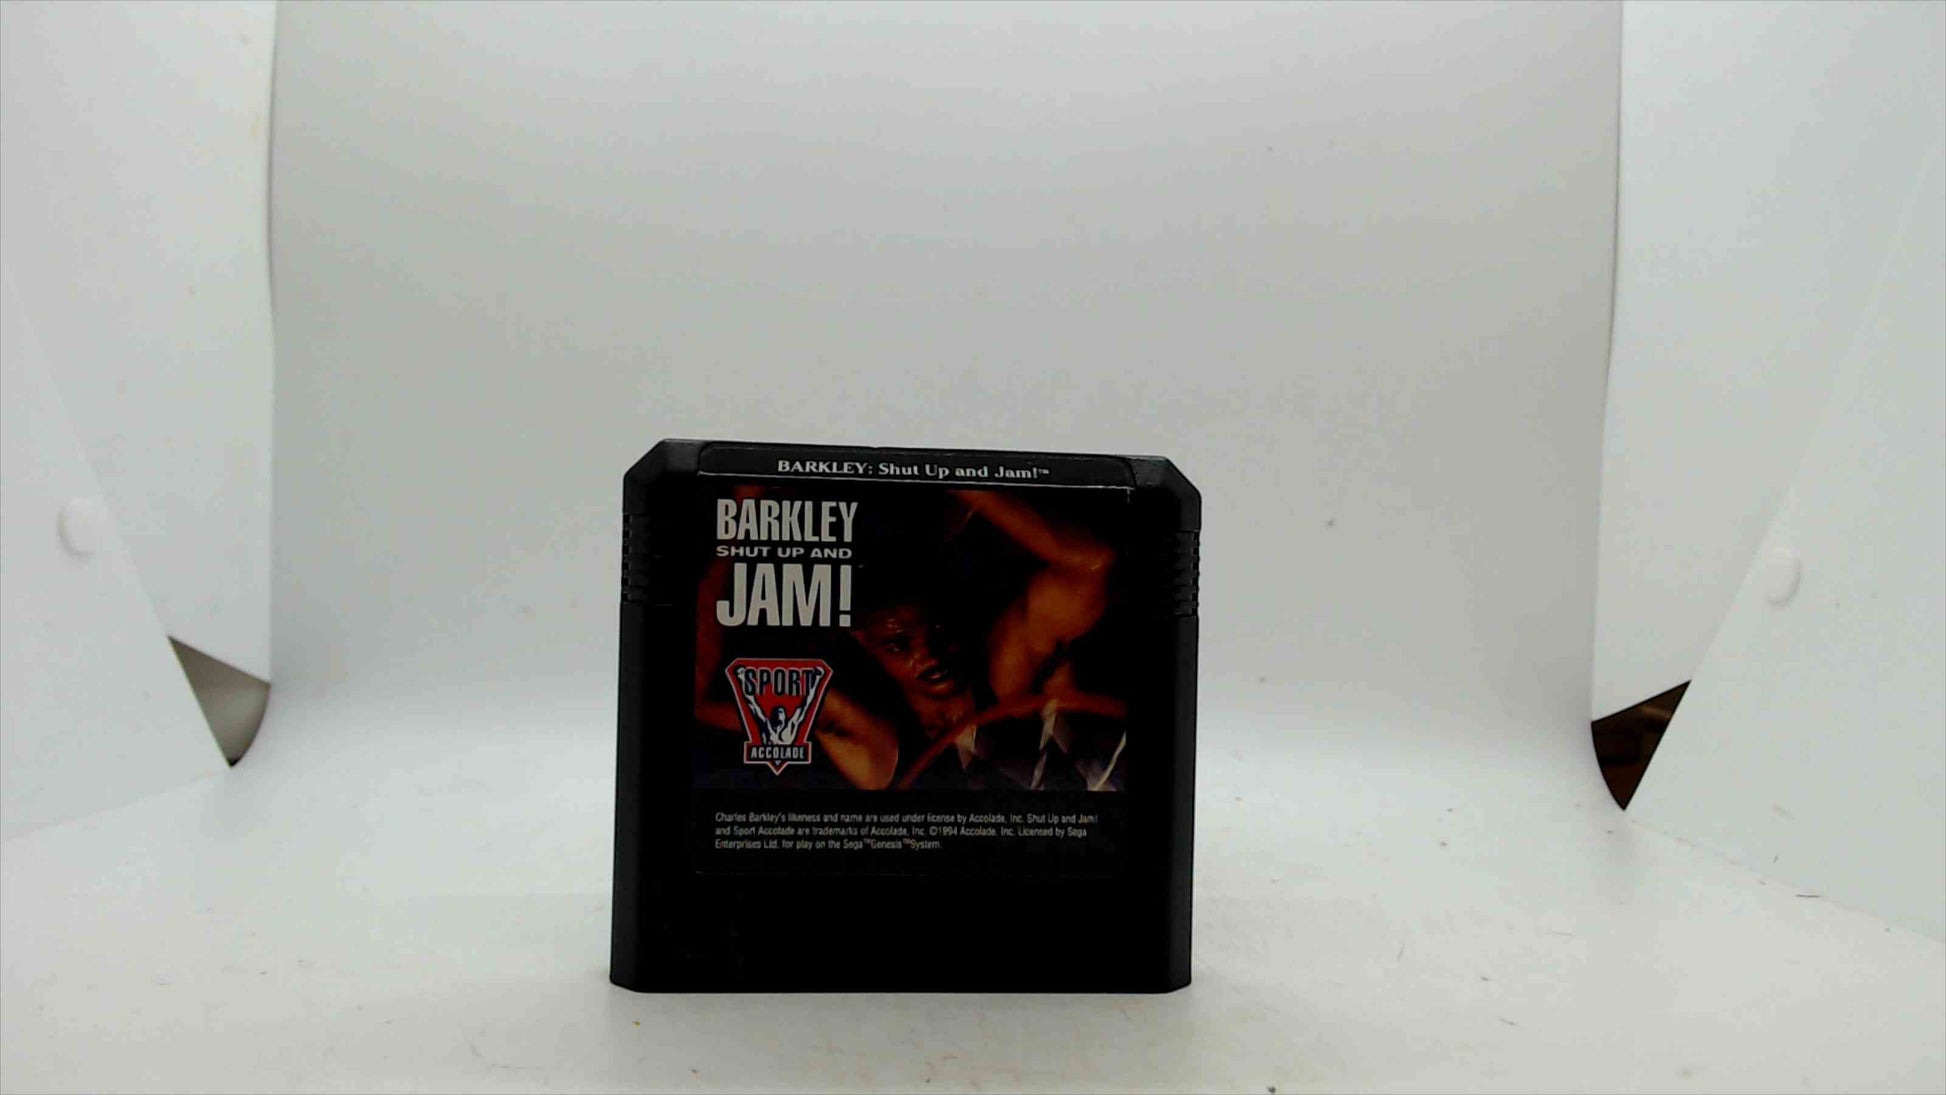 BARKLEY: Shut Up and Jam!™
BARKLEY
SHUT UP AND
JAM!
SPORT
ACCOLADE
Charles Barkley's likeness and name are used under license by Accolade, Inc. Shut Up and Jam!
and Sport Accolade are trademarks of Accolade, Inc. ©1994 Accolade, Inc. Licensed by Sega
Enterprises Ltd. for play on the Sega™ Genesis™ System.